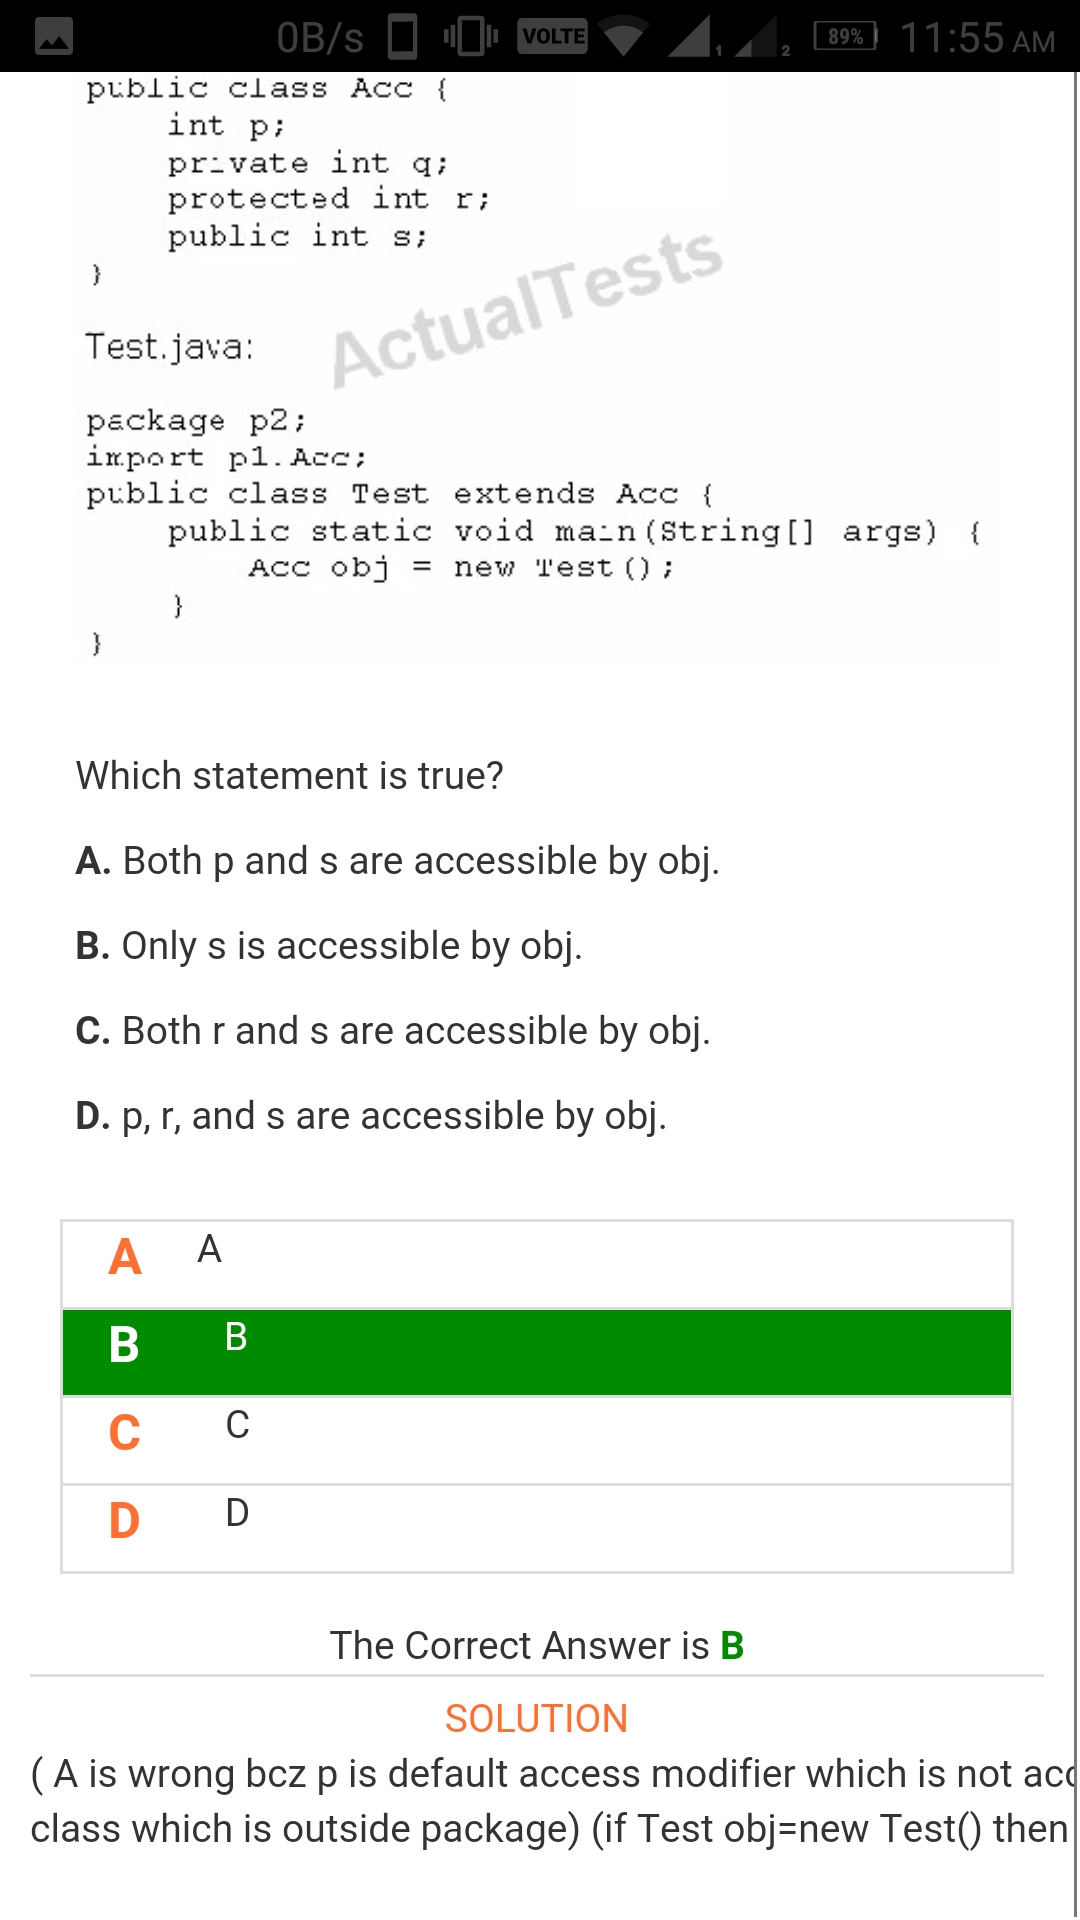 0B/s VOLTE 1 2 89% 11:55 AM
public class Acc {
int p;
private int q;
protected int r;
public int s;
}
ActualTests
Test.java:
package p2;
import p1.Acc;
public class Test extends Acc {
public static void main(String[] args) {
Acc obj = new Test();
}
}
Which statement is true?
A. Both p and s are accessible by obj.
B. Only s is accessible by obj.
C. Both r and s are accessible by obj.
D. p, r, and s are accessible by obj.
A A
B B
C C
D D
The Correct Answer is B
SOLUTION
( A is wrong bcz p is default access modifier which is not acc
class which is outside package) (if Test obj=new Test() then